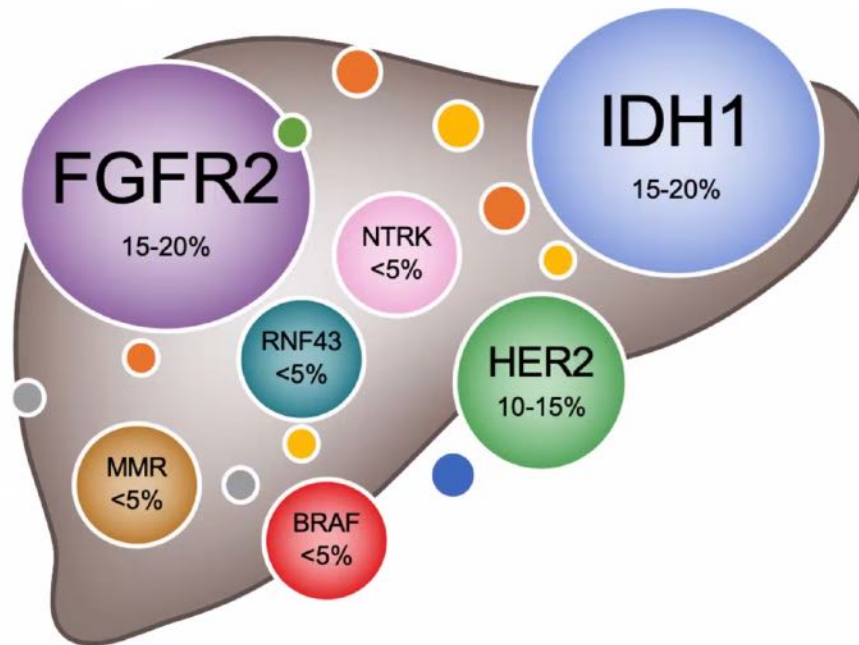 FGFR2
15-20%
IDH1
15-20%
NTRK
<5%
RNF43
<5%
HER2
10-15%
MMR
<5%
BRAF
<5%